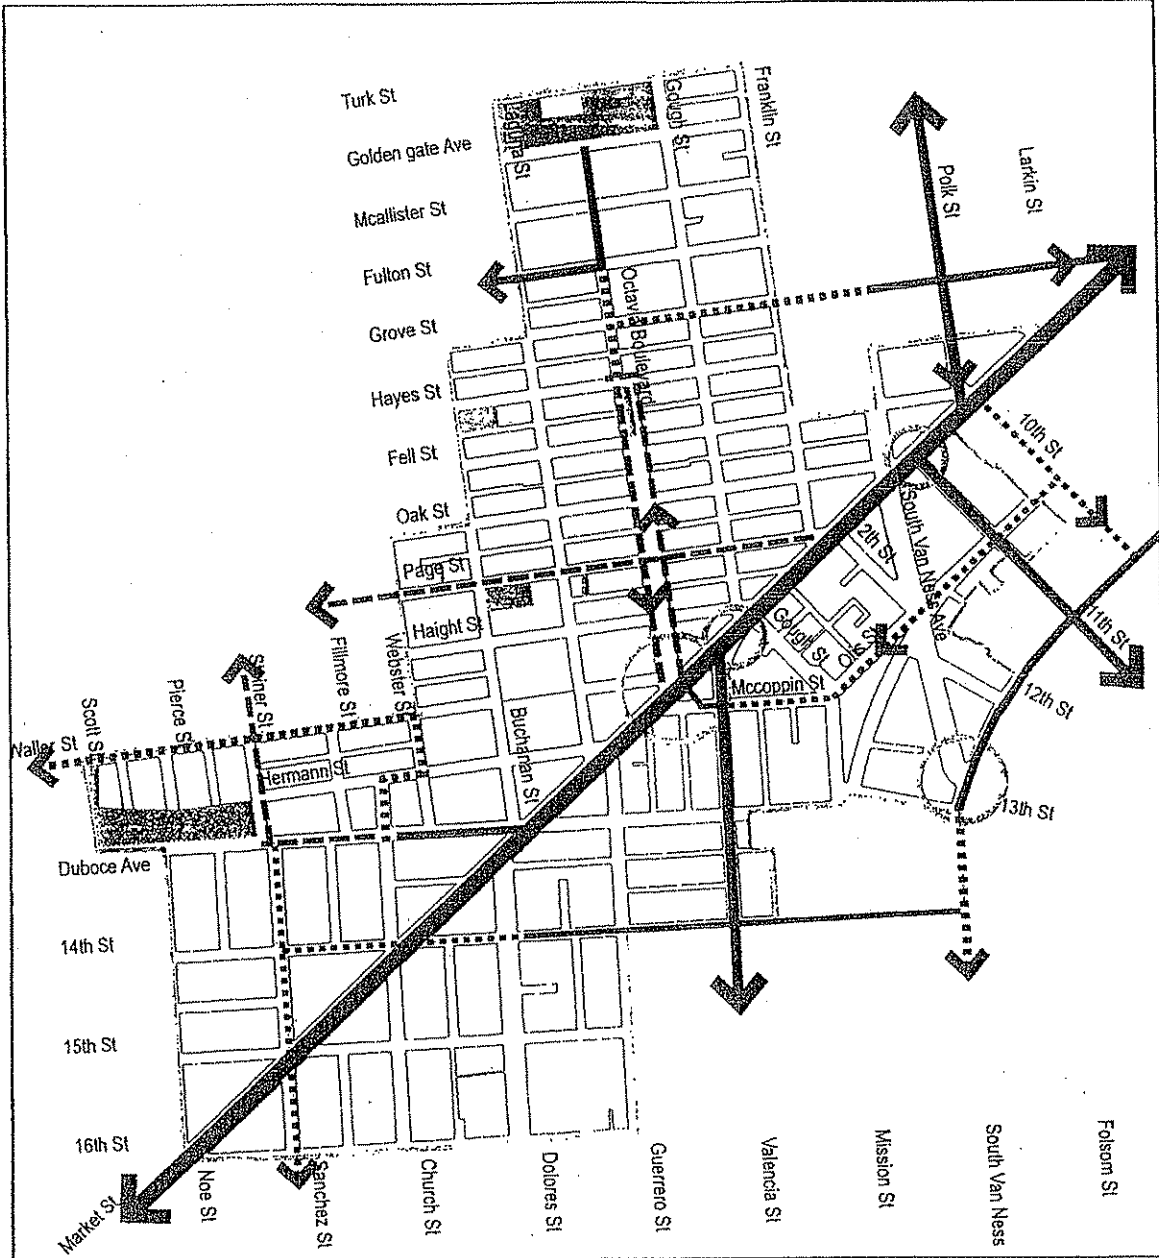 Turk St
Golden gate Ave
Mcallister St
Fulton St
Grove St
Hayes St
Fell St
Oak St
Page St
Haight St
Laguna St
Gough St
Franklin St
Polk St
Larkin St
Octavia Boulevard
10th St
11th St
12th St
13th St
South Van Ness Ave
Gough St
Mccoppin St
Scott St
Pierce St
Steiner St
Fillmore St
Webster St
Buchanan St
Waller St
Hermann St
Duboce Ave
14th St
15th St
16th St
Market St
Noe St
Sanchez St
Church St
Dolores St
Guerrero St
Valencia St
Mission St
South Van Ness
Folsom St